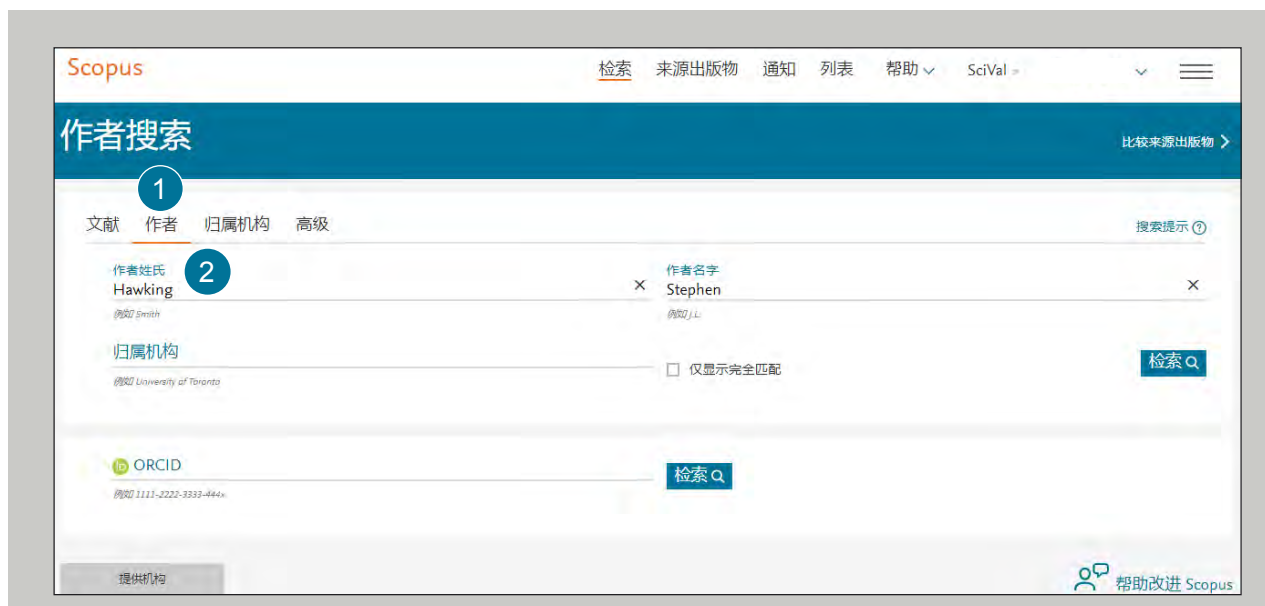 Scopus 检索 来源出版物 通知 列表 帮助 SciVal
作者搜索
比较来源出版物
1
文献 作者 归属机构 高级 搜索提示
2
作者姓氏 作者名字
Hawking × Stephen ×
例如 Smith 例如 J.L.
归属机构
仅显示完全匹配 检索
例如 University of Toronto
iD ORCID
检索
例如 1111-2222-3333-444x
提供机构 帮助改进 Scopus